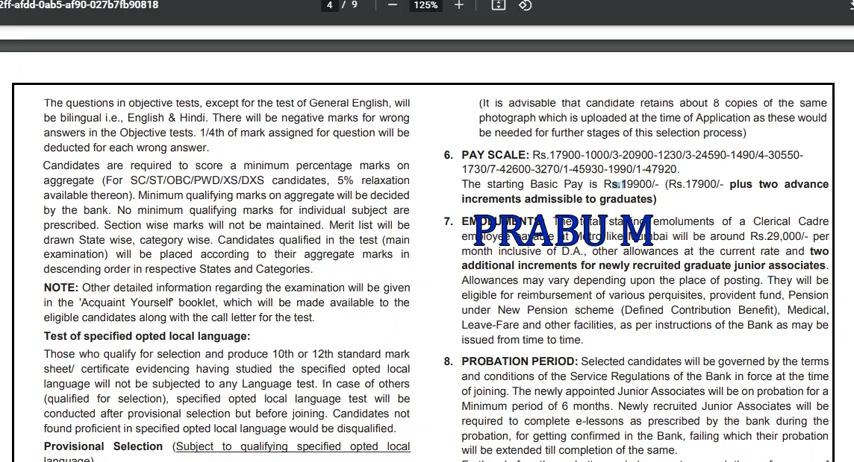 2ff-afdd-0ab5-af90-027b7fb90818
4 / 9
125%
The questions in objective tests, except for the test of General English, will
be bilingual i.e., English & Hindi. There will be negative marks for wrong
answers in the Objective tests. 1/4th of mark assigned for question will be
deducted for each wrong answer.
Candidates are required to score a minimum percentage marks on
aggregate (For SC/ST/OBC/PWD/XS/DXS candidates, 5% relaxation
available thereon). Minimum qualifying marks on aggregate will be decided
by the bank. No minimum qualifying marks for individual subject are
prescribed. Section wise marks will not be maintained. Merit list will be
drawn State wise, category wise. Candidates qualified in the test (main
examination) will be placed according to their aggregate marks in
descending order in respective States and Categories.
NOTE: Other detailed information regarding the examination will be given
in the 'Acquaint Yourself' booklet, which will be made available to the
eligible candidates along with the call letter for the test.
Test of specified opted local language:
Those who qualify for selection and produce 10th or 12th standard mark
sheet/ certificate evidencing having studied the specified opted local
language will not be subjected to any Language test. In case of others
(qualified for selection), specified opted local language test will be
conducted after provisional selection but before joining. Candidates not
found proficient in specified opted local language would be disqualified.
Provisional Selection (Subject to qualifying specified opted local
language)
(It is advisable that candidate retains about 8 copies of the same
photograph which is uploaded at the time of Application as these would
be needed for further stages of this selection process)
6. PAY SCALE: Rs.17900-1000/3-20900-1230/3-24590-1490/4-30550-
1730/7-42600-3270/1-45930-1990/1-47920.
The starting Basic Pay is Rs.19900/- (Rs.17900/- plus two advance
increments admissible to graduates)
7. EMOLUMENTS: The total starting emoluments of a Clerical Cadre
employee payable at Metro like Mumbai will be around Rs.29,000/- per
month inclusive of D.A., other allowances at the current rate and two
additional increments for newly recruited graduate junior associates.
Allowances may vary depending upon the place of posting. They will be
eligible for reimbursement of various perquisites, provident fund, Pension
under New Pension scheme (Defined Contribution Benefit), Medical,
Leave-Fare and other facilities, as per instructions of the Bank as may be
issued from time to time.
PRABU M
8. PROBATION PERIOD: Selected candidates will be governed by the terms
and conditions of the Service Regulations of the Bank in force at the time
of joining. The newly appointed Junior Associates will be on probation for a
Minimum period of 6 months. Newly recruited Junior Associates will be
required to complete e-lessons as prescribed by the bank during the
probation, for getting confirmed in the Bank, failing which their probation
will be extended till completion of the same.